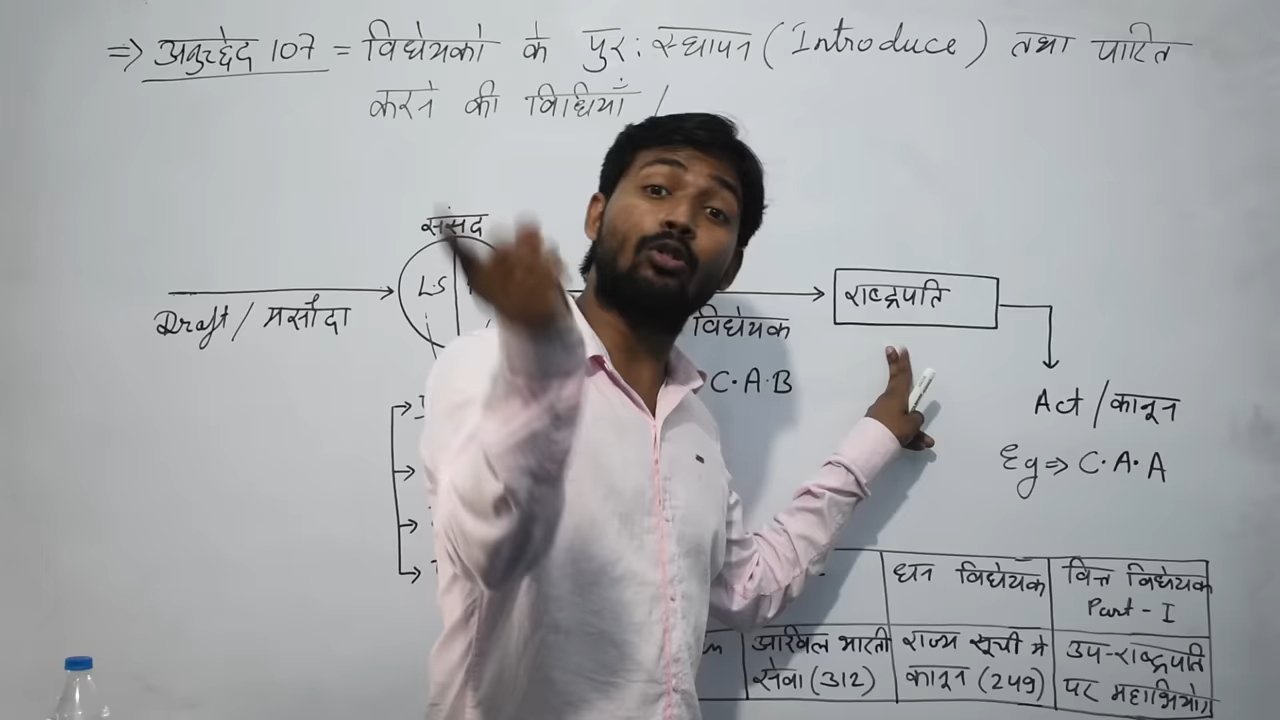 ⇒ अनुच्छेद 107 = विधेयको के पुर: स्थापन (Introduce) तथा पारित
करने की विधियाँ /
संसद
L.S
Draft / मसौदा
विधेयक
C.A.B
राष्ट्रपति
Act / कानून
Eg ⇒ C.A.A
धन विधेयक
वित्त विधेयक
Part - I
अखिल भारती
सेवा (312)
राज्य सूची मे
कानून (249)
उप-राष्ट्रपति
पर महाभियोग